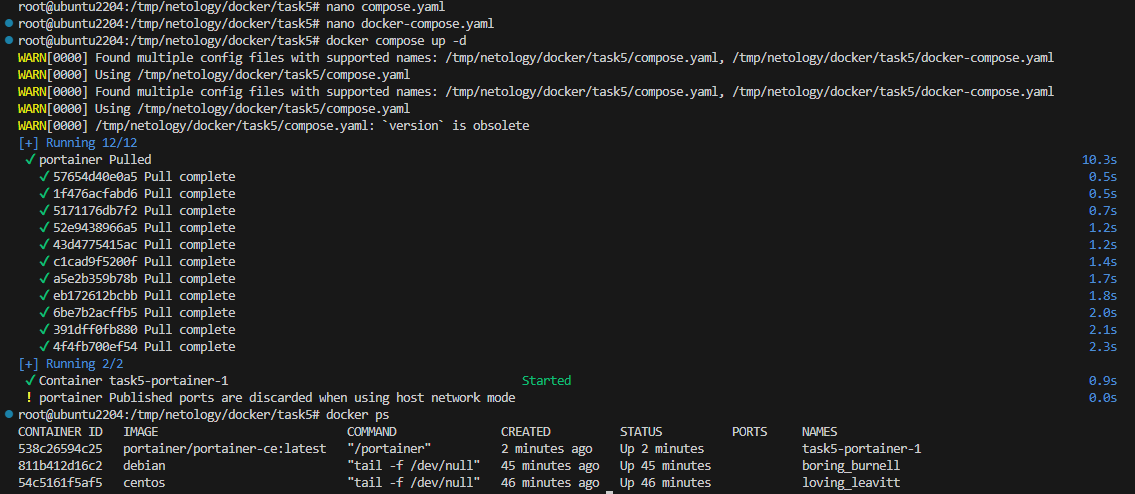 root@ubuntu2204:/tmp/netology/docker/task5# nano compose.yaml
root@ubuntu2204:/tmp/netology/docker/task5# nano docker-compose.yaml
root@ubuntu2204:/tmp/netology/docker/task5# docker compose up -d
WARN[0000] Found multiple config files with supported names: /tmp/netology/docker/task5/compose.yaml, /tmp/netology/docker/task5/docker-compose.yaml
WARN[0000] Using /tmp/netology/docker/task5/compose.yaml
WARN[0000] Found multiple config files with supported names: /tmp/netology/docker/task5/compose.yaml, /tmp/netology/docker/task5/docker-compose.yaml
WARN[0000] Using /tmp/netology/docker/task5/compose.yaml
WARN[0000] /tmp/netology/docker/task5/compose.yaml: `version` is obsolete
[+] Running 12/12
✓ portainer Pulled 10.3s
✓ 57654d40e0a5 Pull complete 0.5s
✓ 1f476acfabd6 Pull complete 0.5s
✓ 5171176db7f2 Pull complete 0.7s
✓ 52e9438966a5 Pull complete 1.2s
✓ 43d4775415ac Pull complete 1.2s
✓ c1cad9f5200f Pull complete 1.4s
✓ a5e2b359b78b Pull complete 1.7s
✓ eb172612bcbb Pull complete 1.8s
✓ 6be7b2acffb5 Pull complete 2.0s
✓ 391dff0fb880 Pull complete 2.1s
✓ 4f4fb700ef54 Pull complete 2.3s
[+] Running 2/2
✓ Container task5-portainer-1 Started 0.9s
! portainer Published ports are discarded when using host network mode 0.0s
root@ubuntu2204:/tmp/netology/docker/task5# docker ps
CONTAINER ID IMAGE COMMAND CREATED STATUS PORTS NAMES
538c26594c25 portainer/portainer-ce:latest "/portainer" 2 minutes ago Up 2 minutes task5-portainer-1
811b412d16c2 debian "tail -f /dev/null" 45 minutes ago Up 45 minutes boring_burnell
54c5161f5af5 centos "tail -f /dev/null" 46 minutes ago Up 46 minutes loving_leavitt